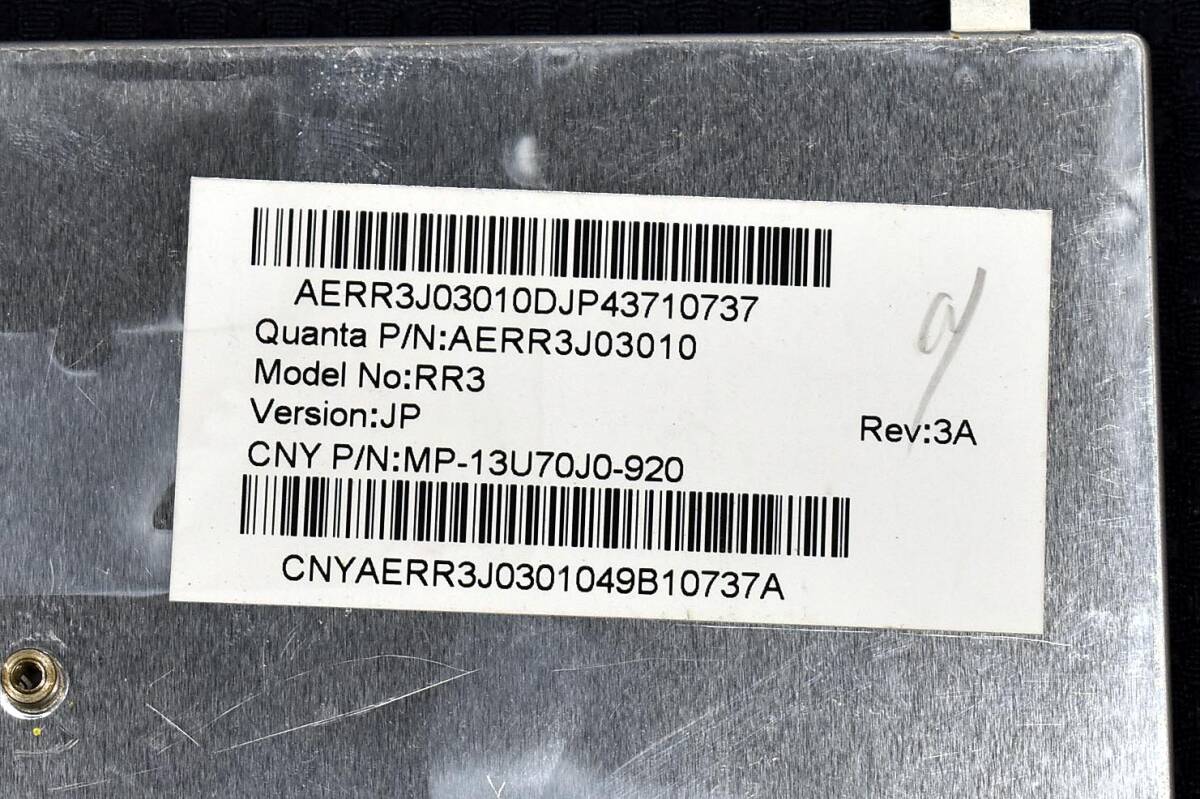 AERR3J03010DJP43710737
Quanta P/N:AERR3J03010
Model No:RR3
Version:JP
Rev:3A
CNY P/N:MP-13U70J0-920
CNYAERR3J0301049B10737A